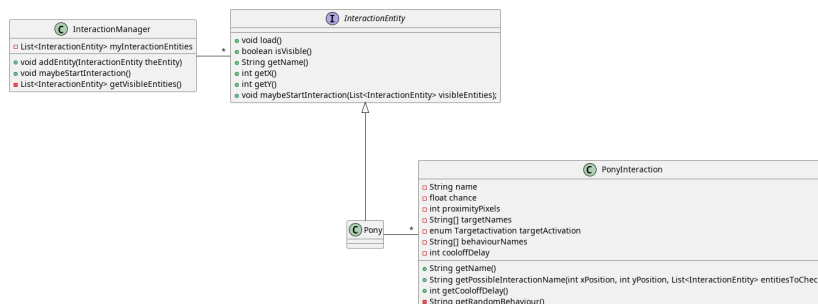 C InteractionManager
List<InteractionEntity> myInteractionEntities
void addEntity(InteractionEntity theEntity)
void maybeStartInteraction()
List<InteractionEntity> getVisibleEntities()
*
I InteractionEntity
void load()
boolean isVisible()
String getName()
int getX()
int getY()
void maybeStartInteraction(List<InteractionEntity> visibleEntities);
C Pony
*
C PonyInteraction
String name
float chance
int proximityPixels
String[] targetNames
enum Targetactivation targetActivation
String[] behaviourNames
int cooloffDelay
String getName()
String getPossibleInteractionName(int xPosition, int yPosition, List<InteractionEntity> entitiesToChec
int getCooloffDelay()
String getRandomBehaviour()